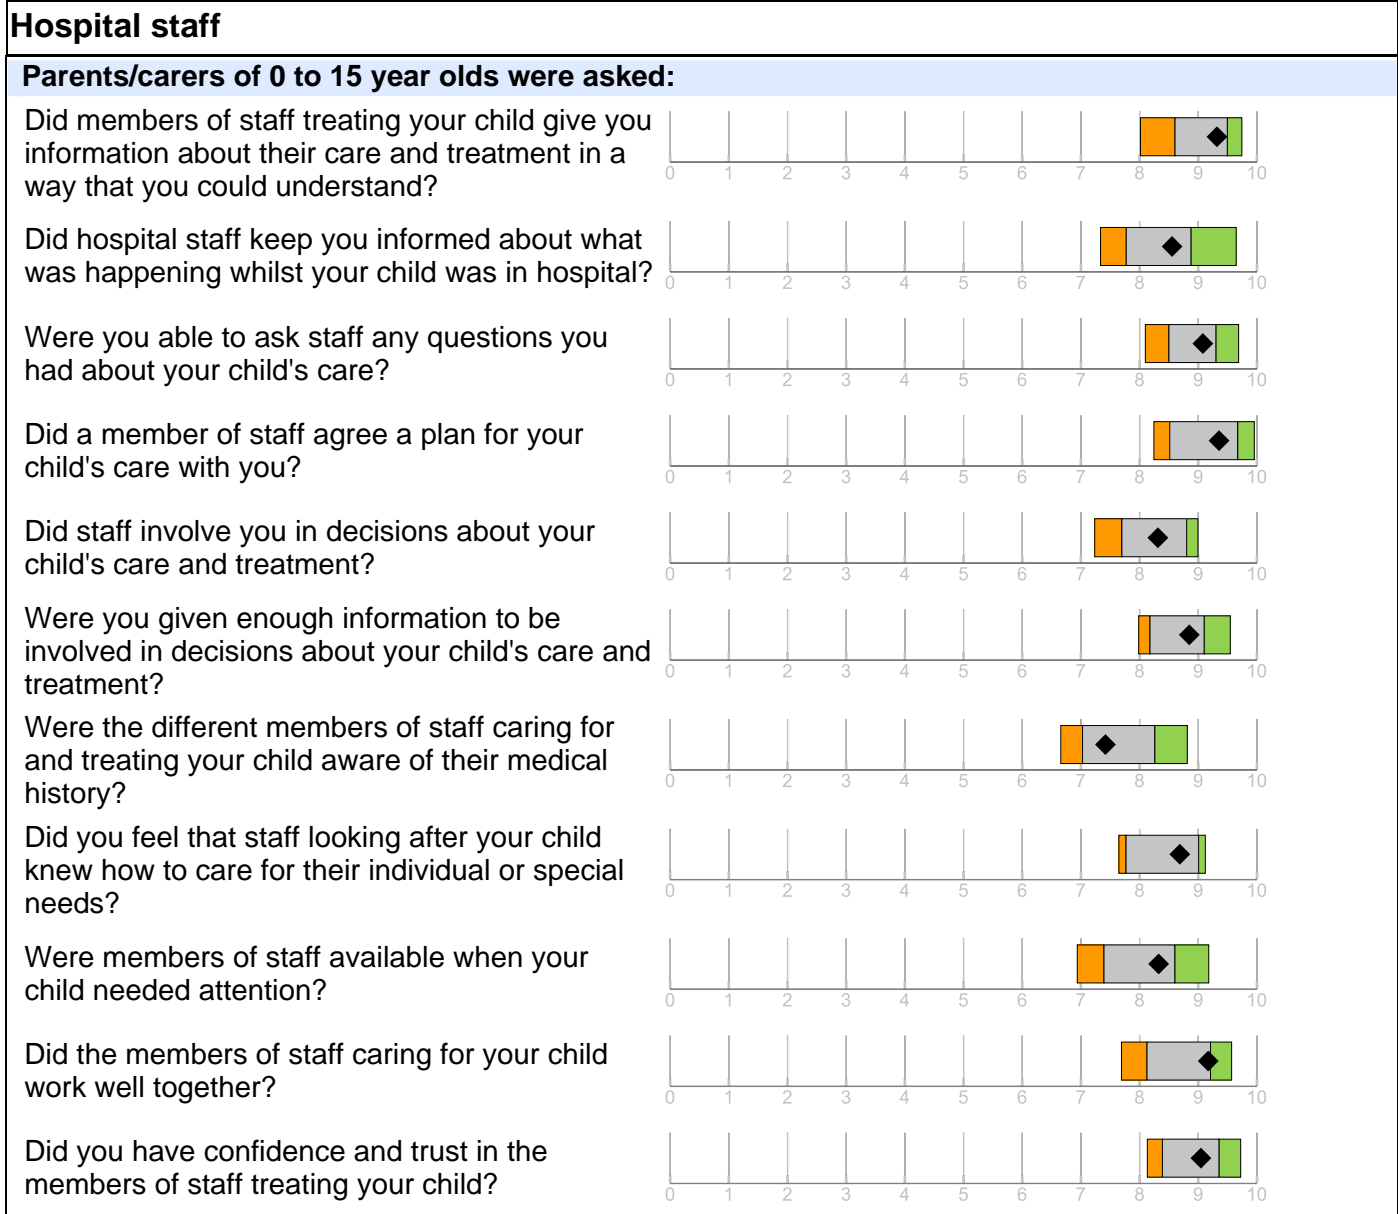 Hospital staff
Parents/carers of 0 to 15 year olds were asked:
Did members of staff treating your child give you
information about their care and treatment in a
way that you could understand?
0 1 2 3 4 5 6 7 8 9 10
Did hospital staff keep you informed about what
was happening whilst your child was in hospital?
0 1 2 3 4 5 6 7 8 9 10
Were you able to ask staff any questions you
had about your child's care?
0 1 2 3 4 5 6 7 8 9 10
Did a member of staff agree a plan for your
child's care with you?
0 1 2 3 4 5 6 7 8 9 10
Did staff involve you in decisions about your
child's care and treatment?
0 1 2 3 4 5 6 7 8 9 10
Were you given enough information to be
involved in decisions about your child's care and
treatment?
0 1 2 3 4 5 6 7 8 9 10
Were the different members of staff caring for
and treating your child aware of their medical
history?
0 1 2 3 4 5 6 7 8 9 10
Did you feel that staff looking after your child
knew how to care for their individual or special
needs?
0 1 2 3 4 5 6 7 8 9 10
Were members of staff available when your
child needed attention?
0 1 2 3 4 5 6 7 8 9 10
Did the members of staff caring for your child
work well together?
0 1 2 3 4 5 6 7 8 9 10
Did you have confidence and trust in the
members of staff treating your child?
0 1 2 3 4 5 6 7 8 9 10